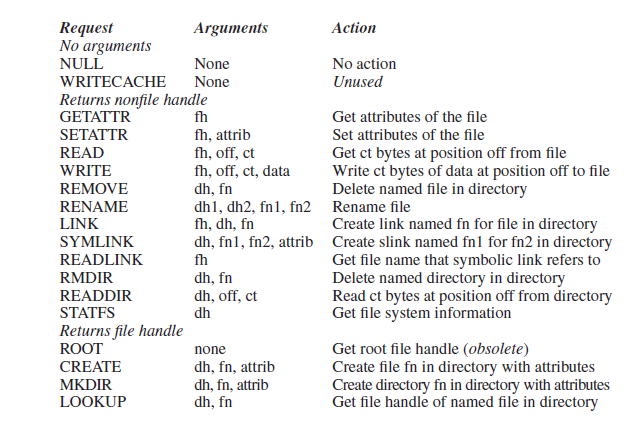 Request Arguments Action
No arguments
NULL None No action
WRITECACHE None Unused
Returns nonfile handle
GETATTR fh Get attributes of the file
SETATTR fh, attrib Set attributes of the file
READ fh, off, ct Get ct bytes at position off from file
WRITE fh, off, ct, data Write ct bytes of data at position off to file
REMOVE dh, fn Delete named file in directory
RENAME dh1, dh2, fn1, fn2 Rename file
LINK fh, dh, fn Create link named fn for file in directory
SYMLINK dh, fn1, fn2, attrib Create slink named fn1 for fn2 in directory
READLINK fh Get file name that symbolic link refers to
RMDIR dh, fn Delete named directory in directory
READDIR dh, off, ct Read ct bytes at position off from directory
STATFS dh Get file system information
Returns file handle
ROOT none Get root file handle (obsolete)
CREATE dh, fn, attrib Create file fn in directory with attributes
MKDIR dh, fn, attrib Create directory fn in directory with attributes
LOOKUP dh, fn Get file handle of named file in directory